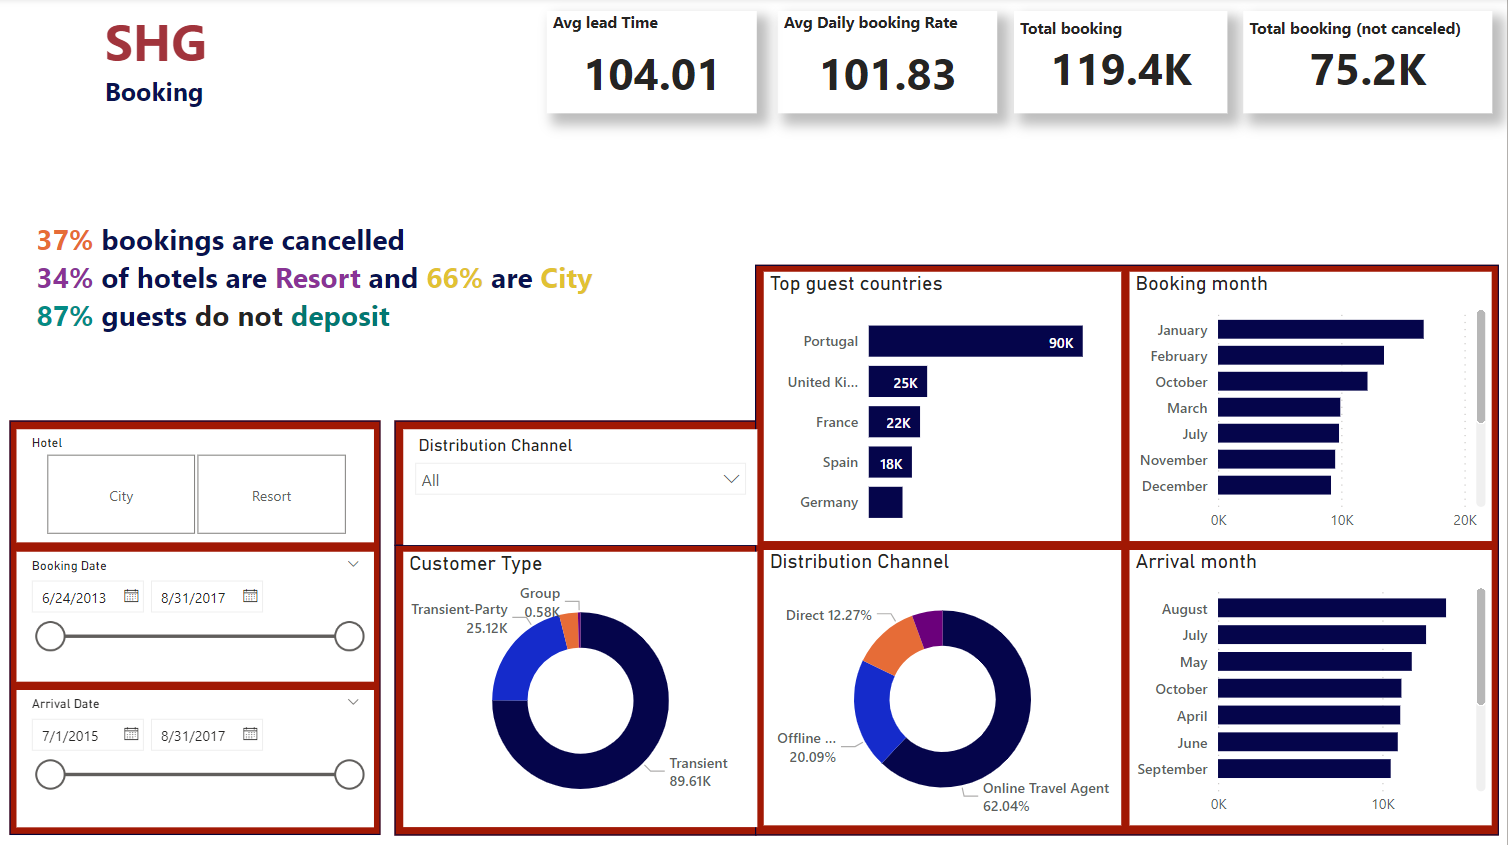 SHG
Booking
Avg lead Time
104.01
Avg Daily booking Rate
101.83
Total booking
119.4K
Total booking (not canceled)
75.2K
37% bookings are cancelled
34% of hotels are Resort and 66% are City
87% guests do not deposit
Hotel
City
Resort
Booking Date
6/24/2013
8/31/2017
Arrival Date
7/1/2015
8/31/2017
Distribution Channel
All
Customer Type
Group
0.58K
Transient-Party
25.12K
Transient
89.61K
Top guest countries
Portugal
90K
United Ki...
25K
France
22K
Spain
18K
Germany
Distribution Channel
Direct 12.27%
Offline ...
20.09%
Online Travel Agent
62.04%
Booking month
January
February
October
March
July
November
December
0K
10K
20K
Arrival month
August
July
May
October
April
June
September
0K
10K